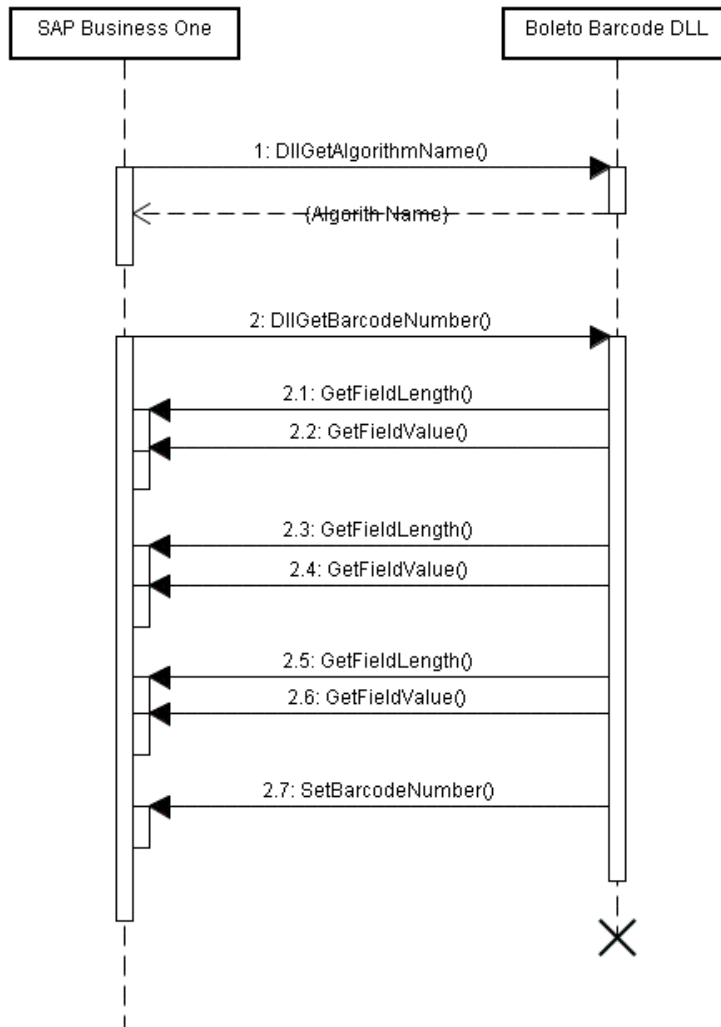 SAP Business One
Boleto Barcode DLL
1: DllGetAlgorithmName()
(Algorith Name)
2: DllGetBarcodeNumber()
2.1: GetFieldLength()
2.2: GetFieldValue()
2.3: GetFieldLength()
2.4: GetFieldValue()
2.5: GetFieldLength()
2.6: GetFieldValue()
2.7: SetBarcodeNumber()